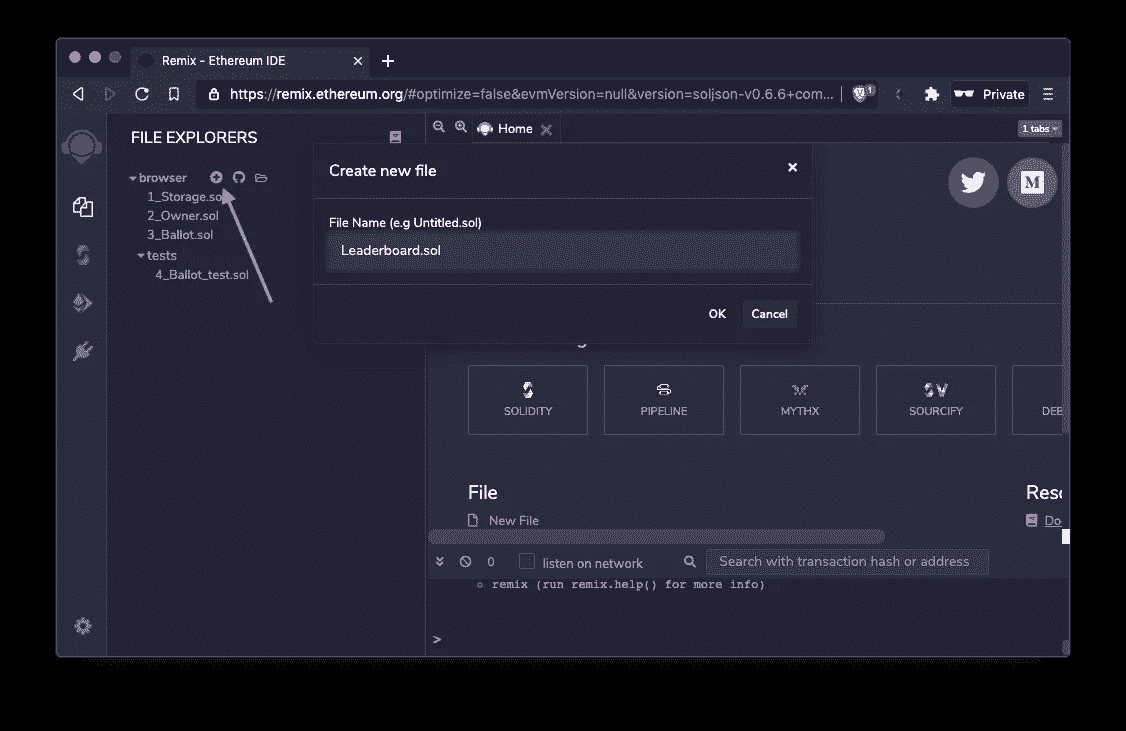 Remix - Ethereum IDE
https://remix.ethereum.org/#optimize=false&evmVersion=null&version=soljson-v0.6.6+com...
1
Private
FILE EXPLORERS
Home
1 tabs
browser
1_Storage.sol
2_Owner.sol
3_Ballot.sol
tests
4_Ballot_test.sol
Create new file
File Name (e.g Untitled.sol)
Leaderboard.sol
OK
Cancel
M
SOLIDITY
PIPELINE
MYTHX
SOURCIFY
DEB
File
Reso
New File
Do
0
listen on network
Search with transaction hash or address
remix (run remix.help() for more info)
>